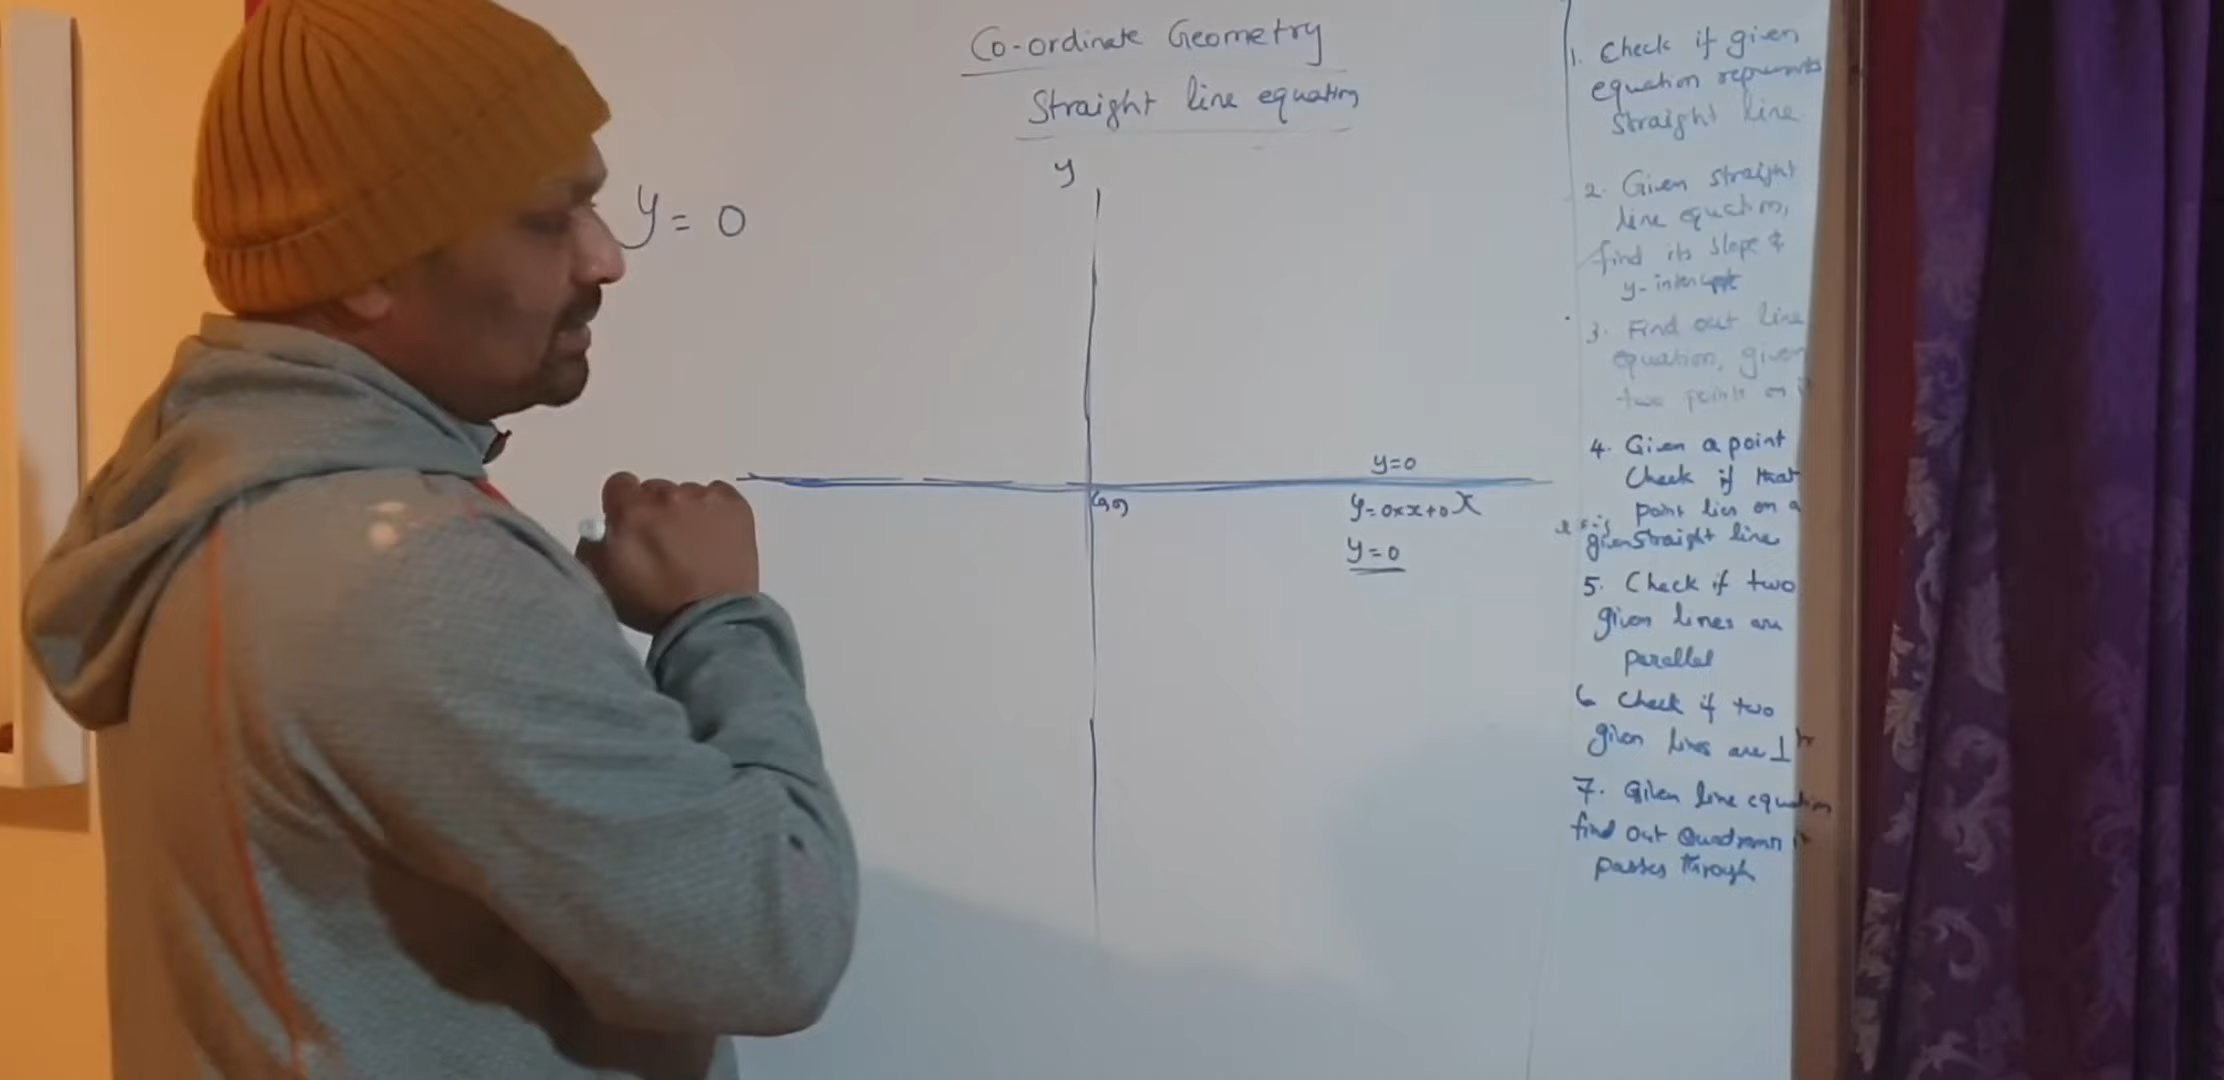 Co-ordinate Geometry
Straight line equation
y
y = 0
y=0
(0,0)
y=0xx+0
x
y=0
1. Check if given
equation represents
straight line
2. Given straight
line equation,
find its slope &
y-intercept
3. Find out line
equation, given
two points on
4. Given a point
Check if that
point lies on a
given straight line
5. Check if two
given lines are
parallel
6 Check if two
given lines are ⊥
7. Given line equation
find out Quadrant it
passes through